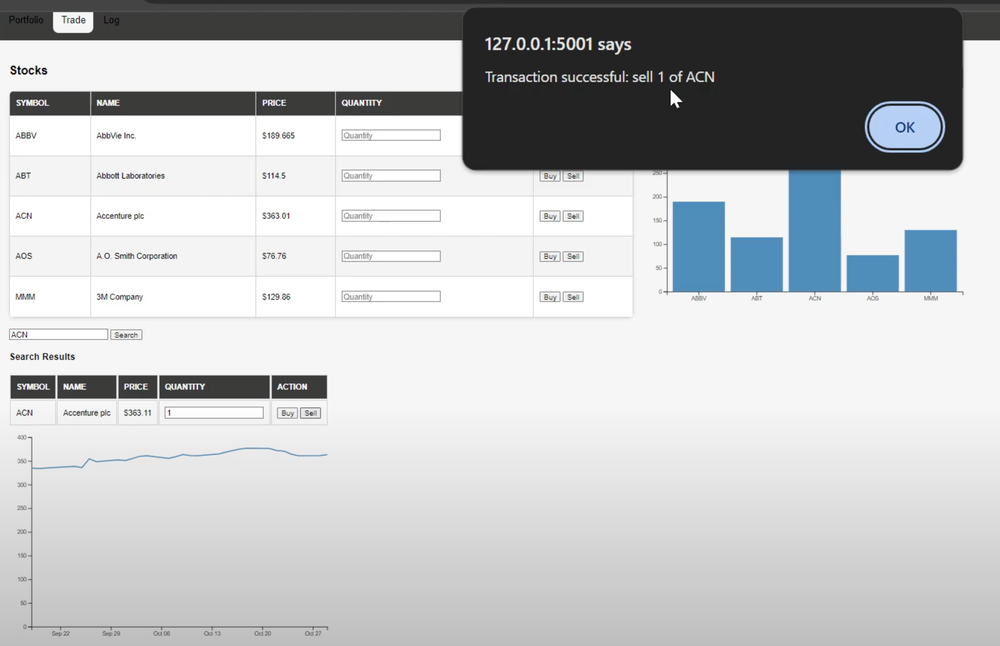 Portfolio Trade Log
127.0.0.1:5001 says
Transaction successful: sell 1 of ACN
OK
Stocks
SYMBOL NAME PRICE QUANTITY
ABBV AbbVie Inc. $189.665 Quantity
ABT Abbott Laboratories $114.5 Quantity Buy Sell
ACN Accenture plc $363.01 Quantity Buy Sell
AOS A.O. Smith Corporation $76.76 Quantity Buy Sell
MMM 3M Company $129.86 Quantity Buy Sell
250
200
150
100
50
0
ABBV ABT ACN AOS MMM
ACN Search
Search Results
SYMBOL NAME PRICE QUANTITY ACTION
ACN Accenture plc $363.11 1 Buy Sell
400
350
300
250
200
150
100
50
0
Sep 22 Sep 29 Oct 06 Oct 13 Oct 20 Oct 27